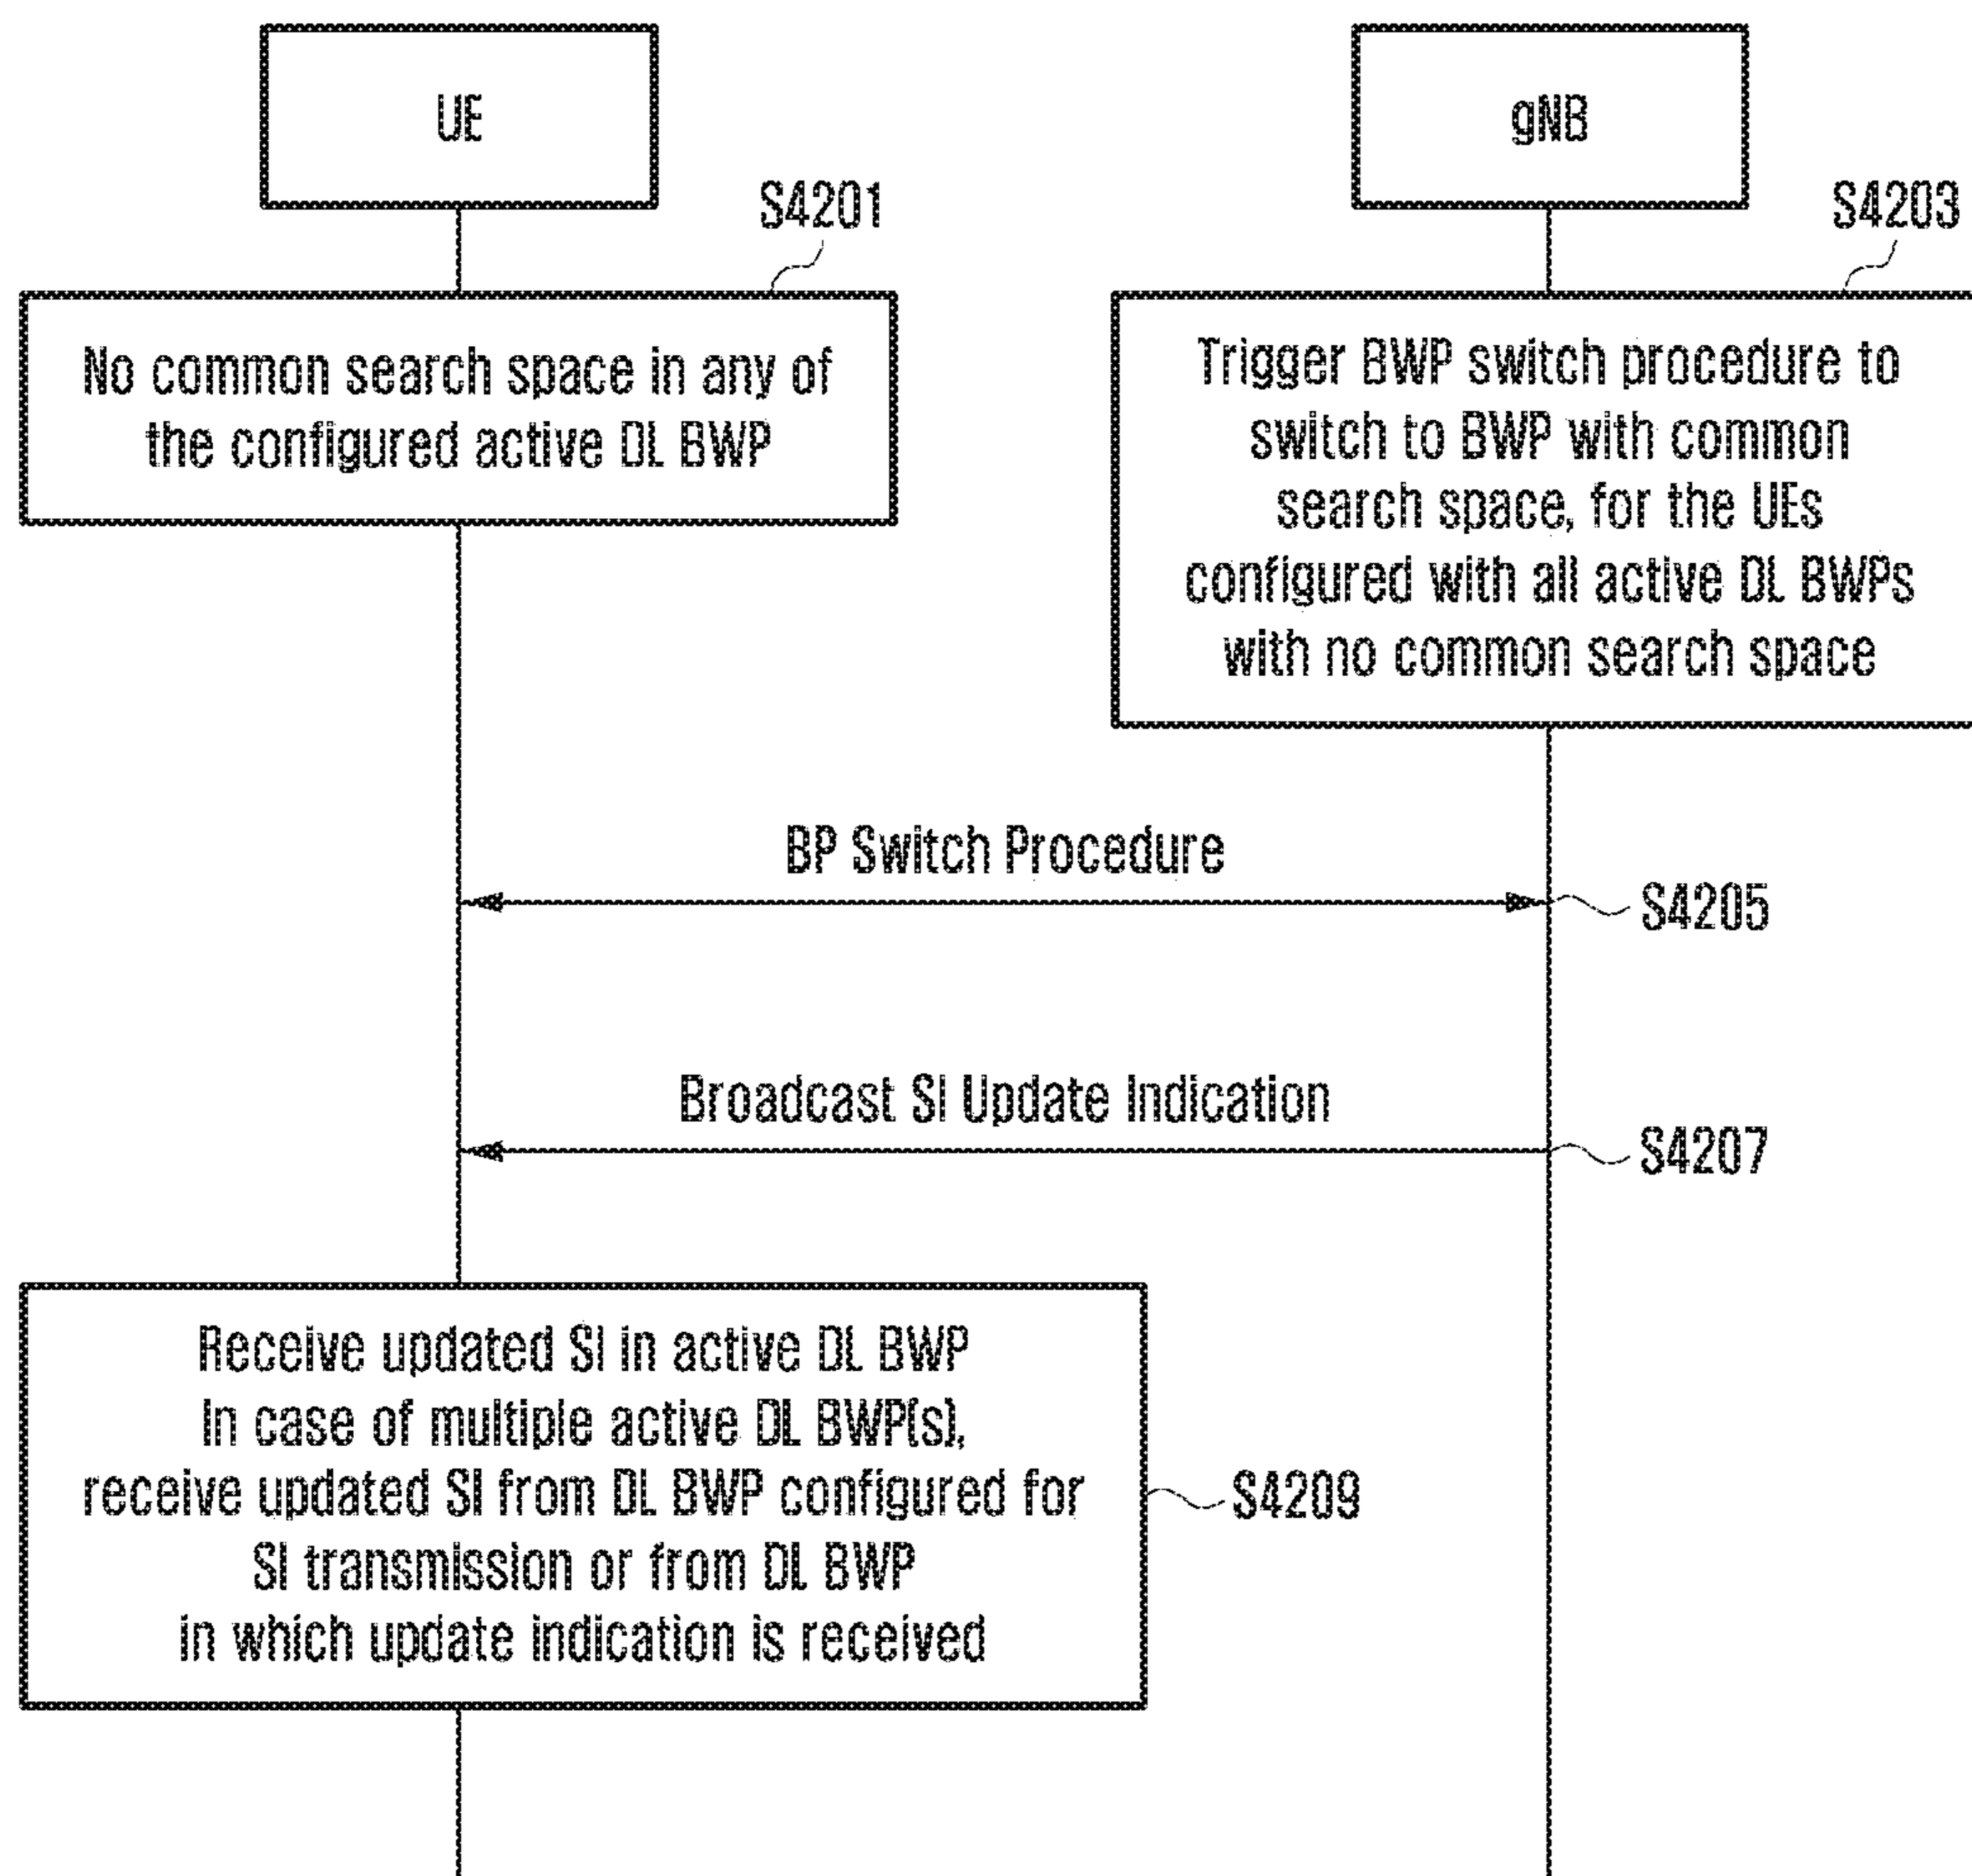 UE
gNB
S4201
S4203
No common search space in any of
the configured active DL BWP
Trigger BWP switch procedure to
switch to BWP with common
search space, for the UEs
configured with all active DL BWPs
with no common search space
BP Switch Procedure
S4205
Broadcast SI Update Indication
S4207
Receive updated SI in active DL BWP
In case of multiple active DL BWP(s),
receive updated SI from DL BWP configured for
SI transmission or from DL BWP
in which update indication is received
S4209